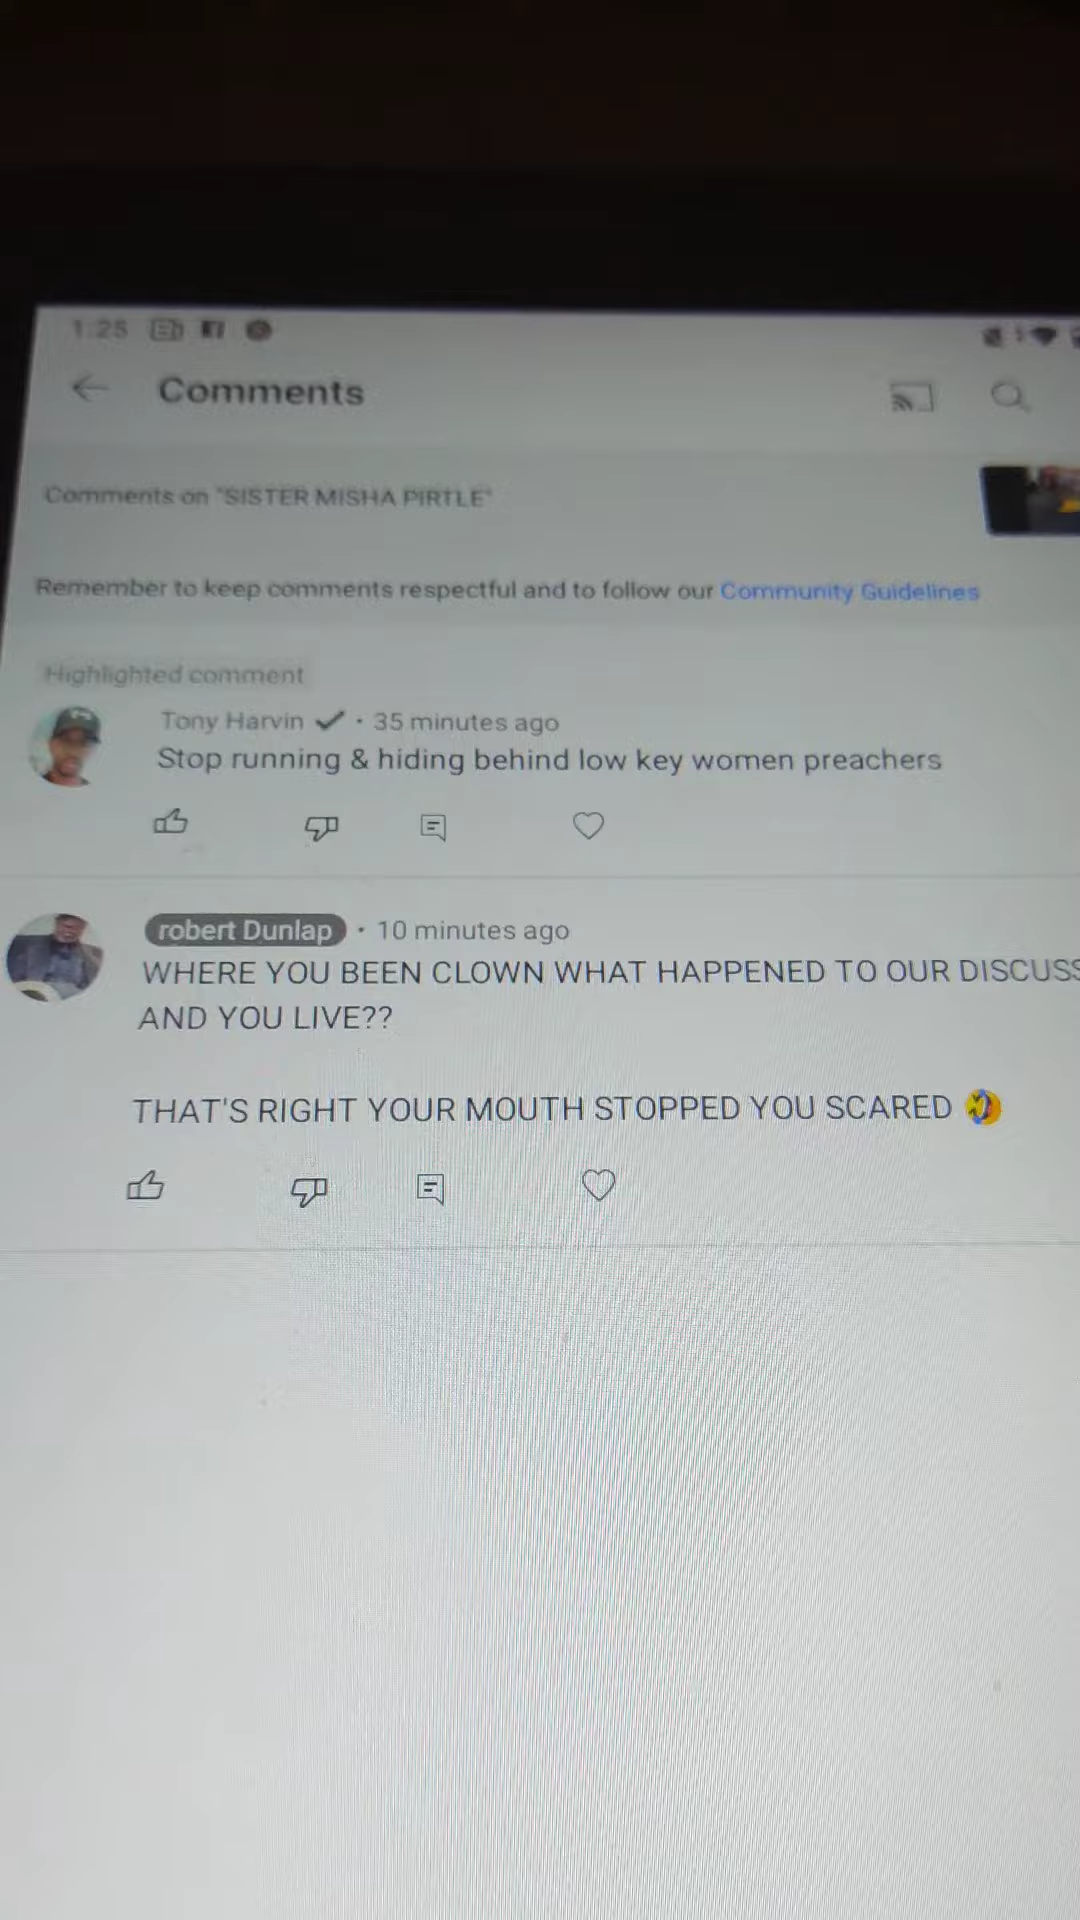 1:25
Comments
Comments on "SISTER MISHA PIRTLE"
Remember to keep comments respectful and to follow our Community Guidelines
Highlighted comment
Tony Harvin ✓ · 35 minutes ago
Stop running & hiding behind low key women preachers
robert Dunlap · 10 minutes ago
WHERE YOU BEEN CLOWN WHAT HAPPENED TO OUR DISCUSS
AND YOU LIVE??
THAT'S RIGHT YOUR MOUTH STOPPED YOU SCARED 🤣